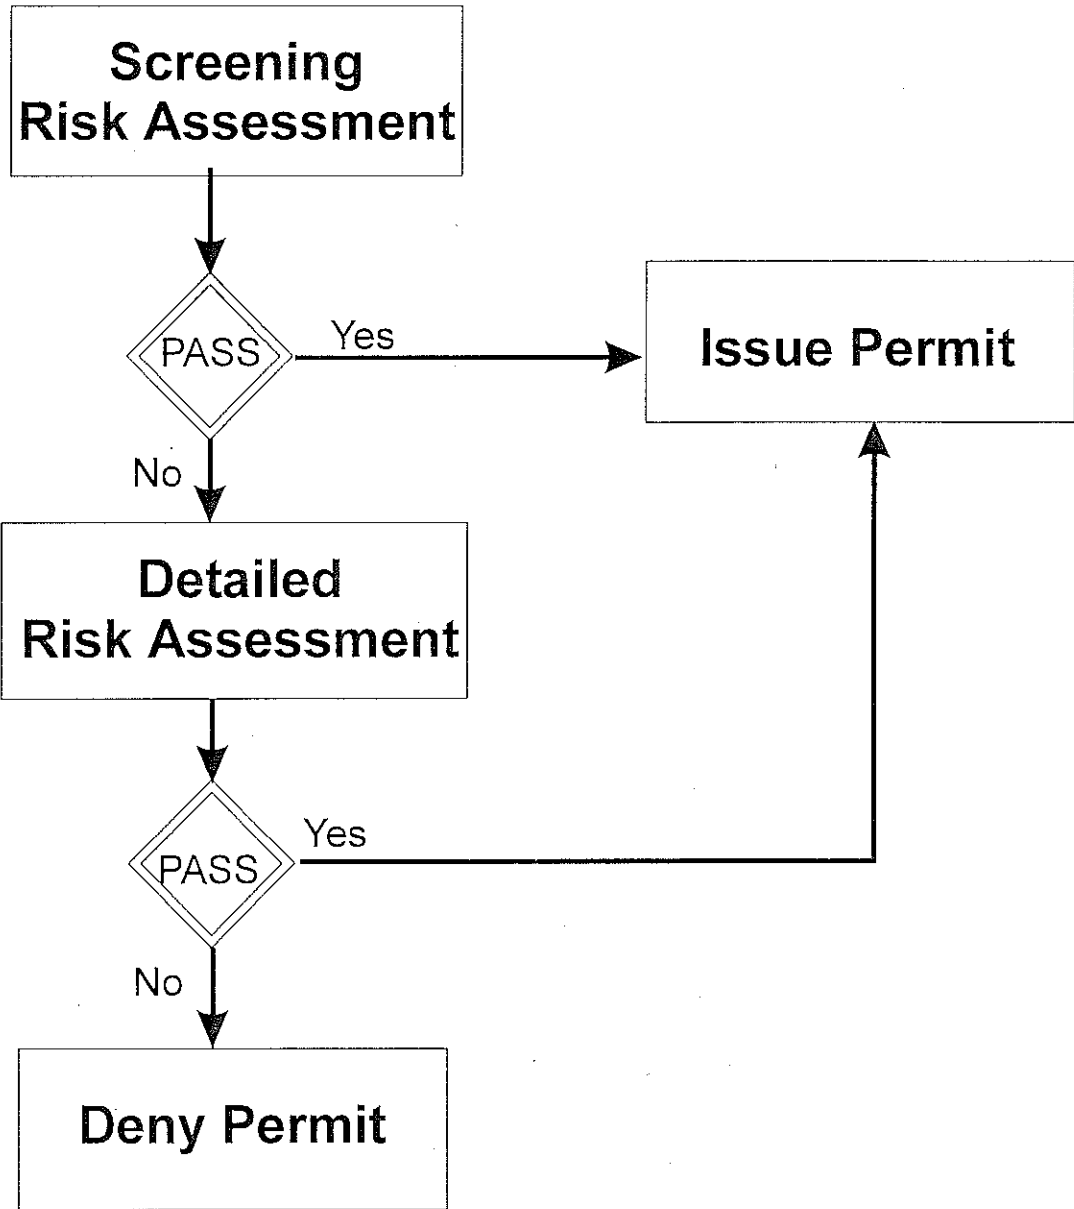 Screening
Risk Assessment
PASS
Yes
Issue Permit
No
Detailed
Risk Assessment
PASS
Yes
No
Deny Permit